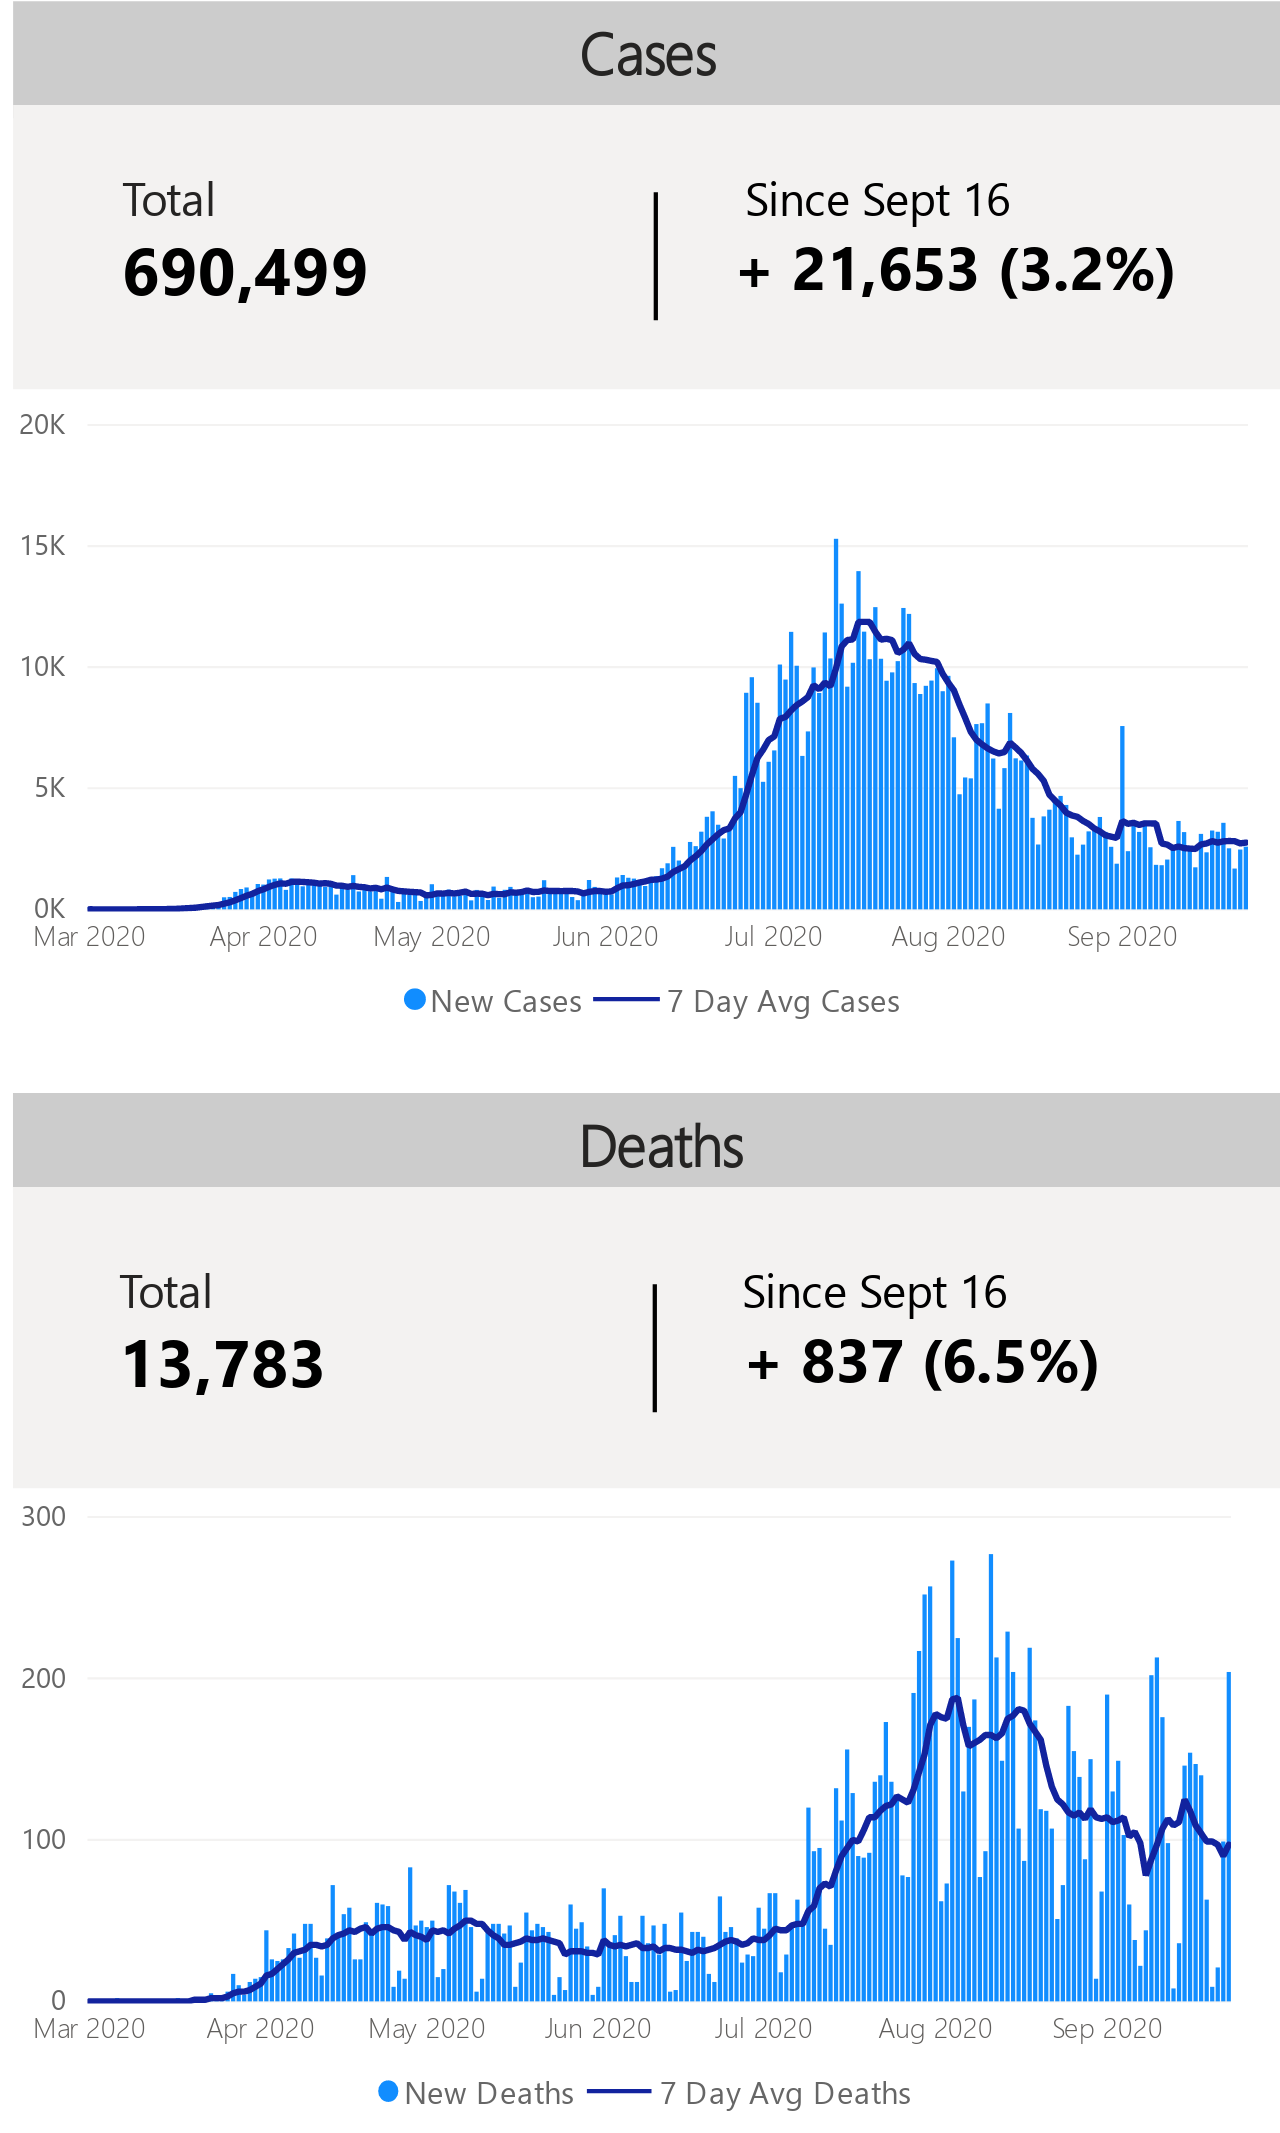 Cases
Total
Since Sept 16
690,499
+ 21,653 (3.2%)
20K
15K
10K
5K
0K
Mar 2020 Apr 2020 May 2020 Jun 2020 Jul 2020 Aug 2020 Sep 2020
New Cases 7 Day Avg Cases
Deaths
Total
Since Sept 16
13,783
+ 837 (6.5%)
300
200
100
0
Mar 2020 Apr 2020 May 2020 Jun 2020 Jul 2020 Aug 2020 Sep 2020
New Deaths 7 Day Avg Deaths